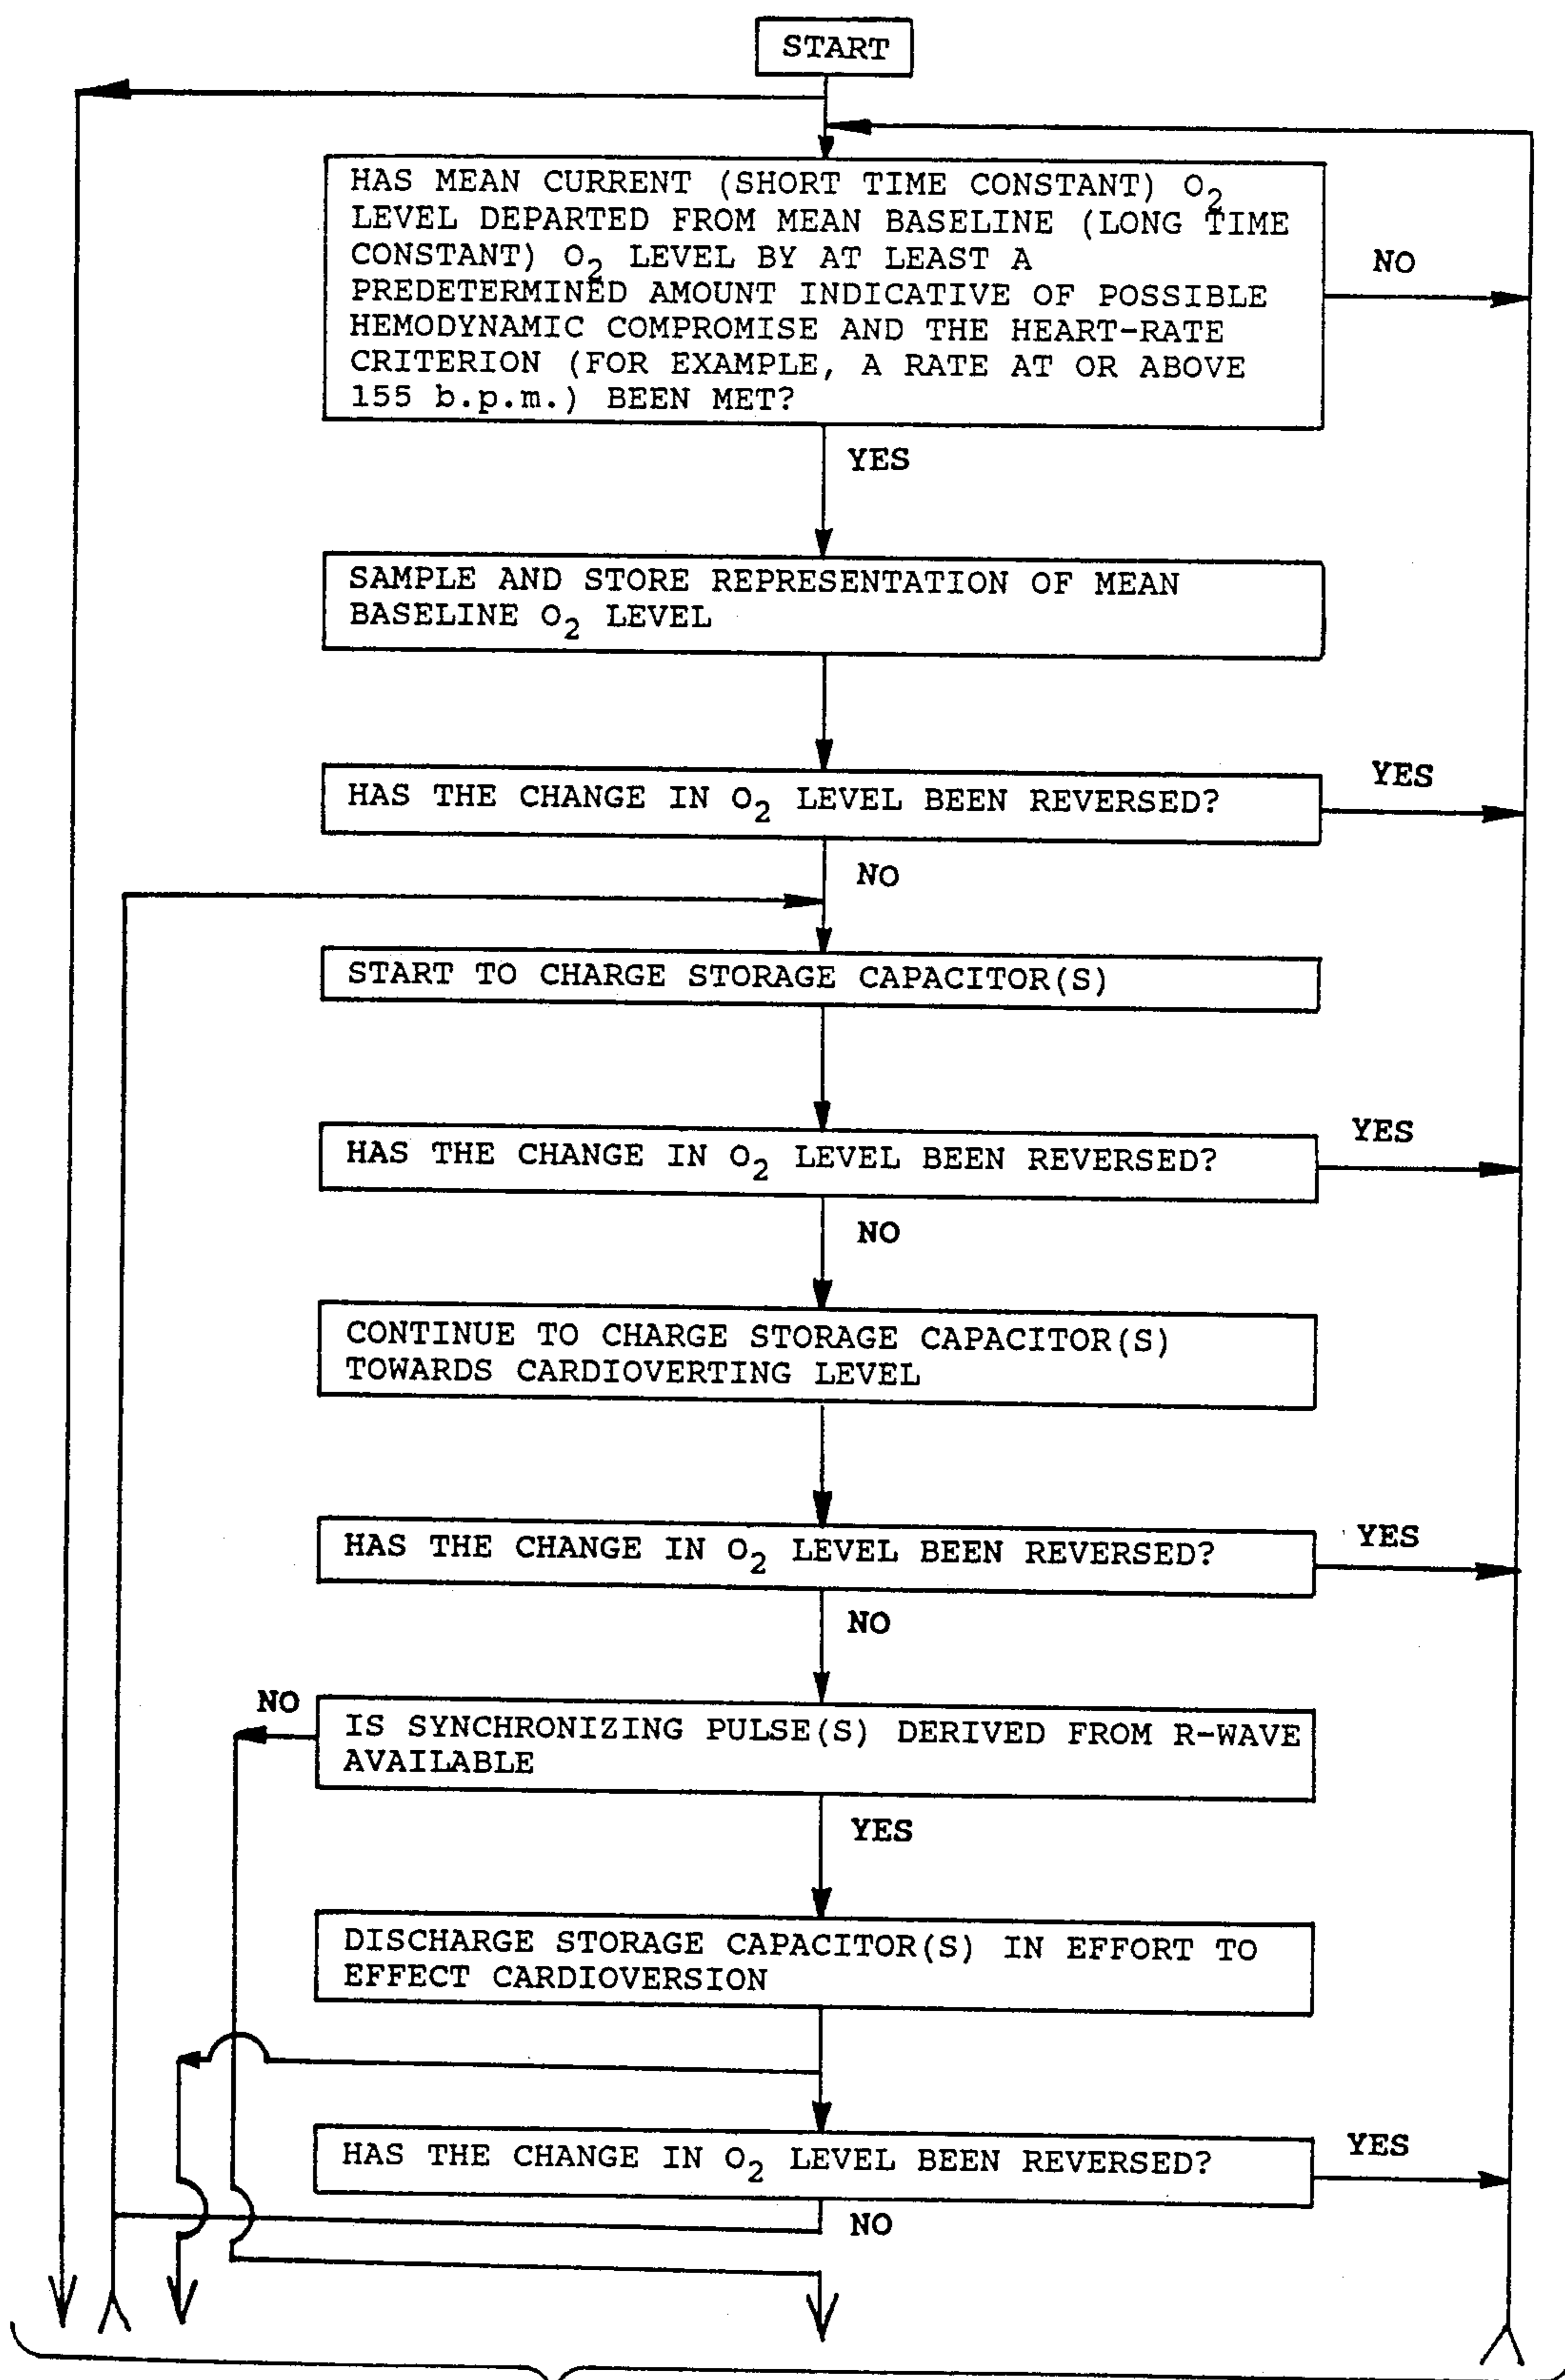 START
HAS MEAN CURRENT (SHORT TIME CONSTANT) O2
LEVEL DEPARTED FROM MEAN BASELINE (LONG TIME
CONSTANT) O2 LEVEL BY AT LEAST A
PREDETERMINED AMOUNT INDICATIVE OF POSSIBLE
HEMODYNAMIC COMPROMISE AND THE HEART-RATE
CRITERION (FOR EXAMPLE, A RATE AT OR ABOVE
155 b.p.m.) BEEN MET?
NO
YES
SAMPLE AND STORE REPRESENTATION OF MEAN
BASELINE O2 LEVEL
HAS THE CHANGE IN O2 LEVEL BEEN REVERSED?
YES
NO
START TO CHARGE STORAGE CAPACITOR(S)
HAS THE CHANGE IN O2 LEVEL BEEN REVERSED?
YES
NO
CONTINUE TO CHARGE STORAGE CAPACITOR(S)
TOWARDS CARDIOVERTING LEVEL
HAS THE CHANGE IN O2 LEVEL BEEN REVERSED?
YES
NO
NO
IS SYNCHRONIZING PULSE(S) DERIVED FROM R-WAVE
AVAILABLE
YES
DISCHARGE STORAGE CAPACITOR(S) IN EFFORT TO
EFFECT CARDIOVERSION
HAS THE CHANGE IN O2 LEVEL BEEN REVERSED?
YES
NO